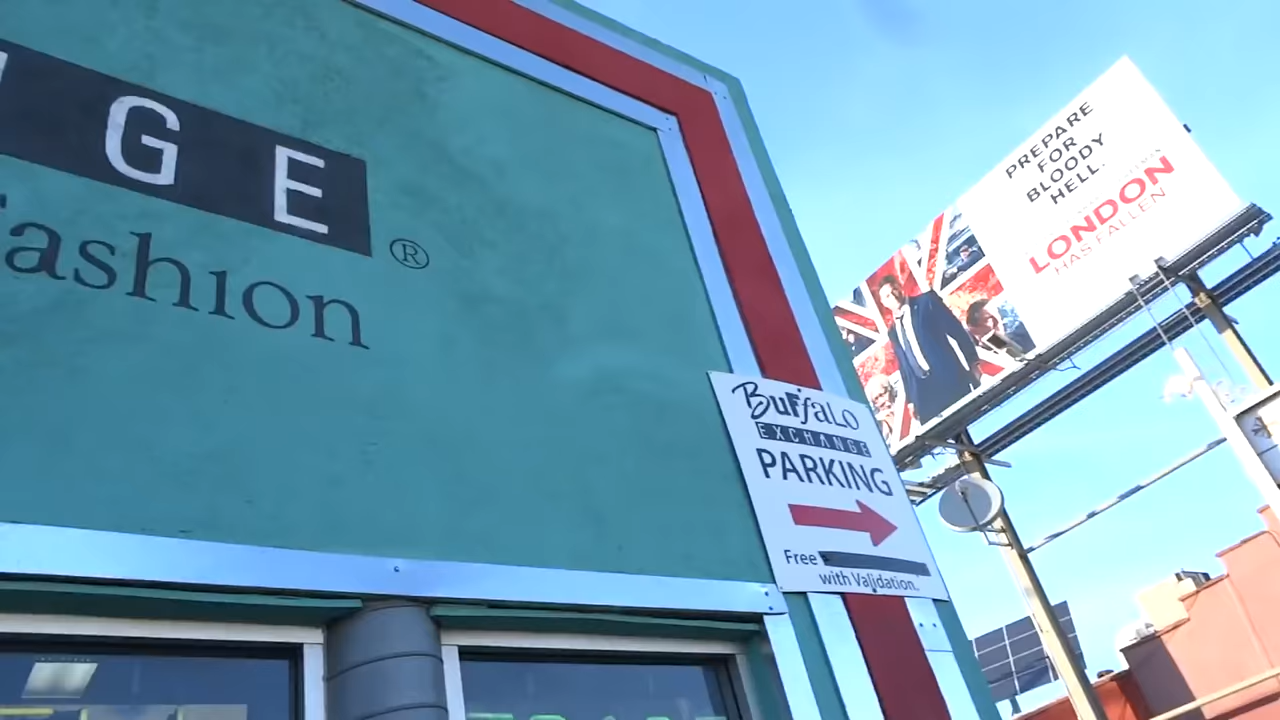 GE
®
fashion
PREPARE
FOR
BLOODY
HELL.
LONDON
HAS FALLEN
BuffaLo
EXCHANGE
PARKING
Free
with Validation.